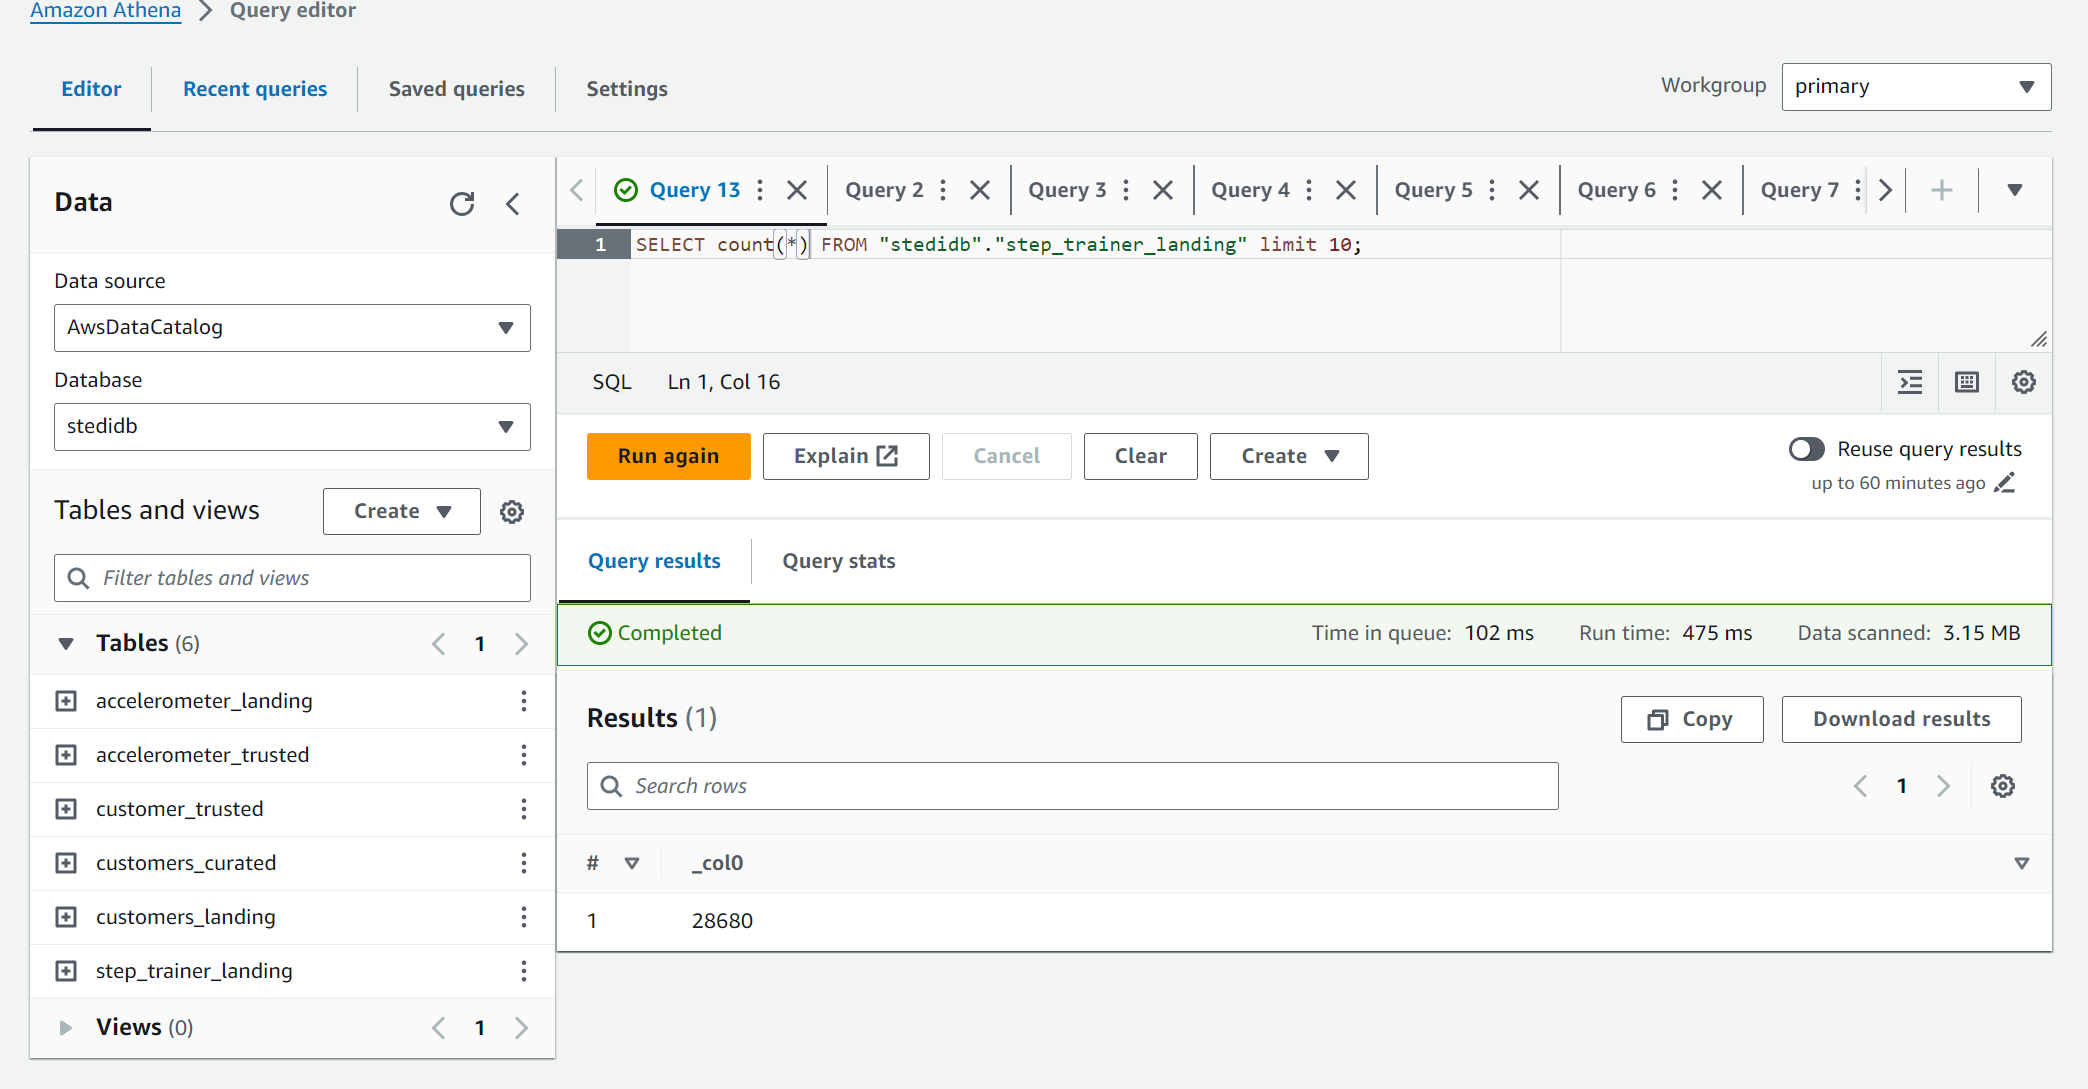 Amazon Athena > Query editor
Editor
Recent queries
Saved queries
Settings
Workgroup
primary
Data
Data source
AwsDataCatalog
Database
stedidb
Tables and views
Create
Filter tables and views
Tables (6)
1
accelerometer_landing
accelerometer_trusted
customer_trusted
customers_curated
customers_landing
step_trainer_landing
Views (0)
1
Query 13
Query 2
Query 3
Query 4
Query 5
Query 6
Query 7
1
SELECT count(*) FROM "stedidb"."step_trainer_landing" limit 10;
SQL
Ln 1, Col 16
Run again
Explain
Cancel
Clear
Create
Reuse query results
up to 60 minutes ago
Query results
Query stats
Completed
Time in queue: 102 ms
Run time: 475 ms
Data scanned: 3.15 MB
Results (1)
Copy
Download results
Search rows
1
# _col0
1 28680